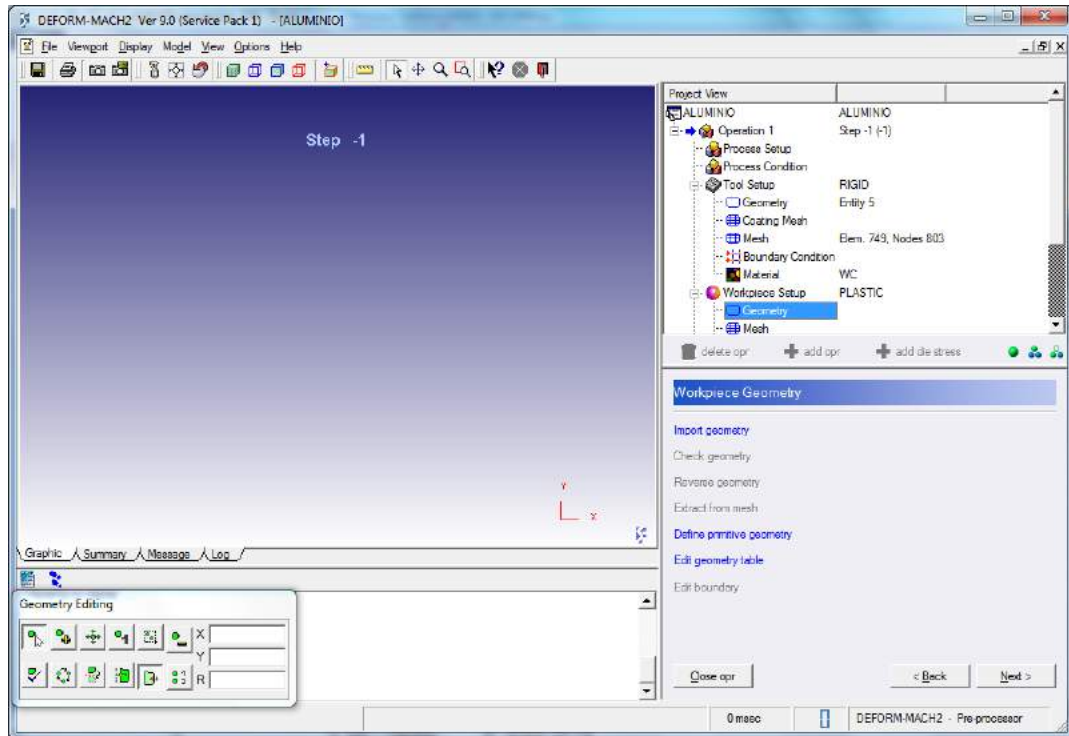 DEFORM-MACH2 Ver 9.0 (Service Pack 1) - [ALUMINIO]
File Viewport Display Model View Options Help
Step -1
Y
X
Graphic Summary Message Log
Geometry Editing
X
Y
R
Project View
ALUMINIO ALUMINIO
Operation 1 Step -1 (-1)
Process Setup
Process Condition
Tool Setup RIGID
Geometry Entity 5
Coating Mesh
Mesh Elem. 749, Nodes 803
Boundary Condition
Material WC
Workpiece Setup PLASTIC
Geometry
Mesh
delete opr add opr add die stress
Workpiece Geometry
Import geometry
Check geometry
Reverse geometry
Extract from mesh
Define primitive geometry
Edit geometry table
Edit boundary
Close opr < Back Next >
0 msec DEFORM-MACH2 - Pre-processor